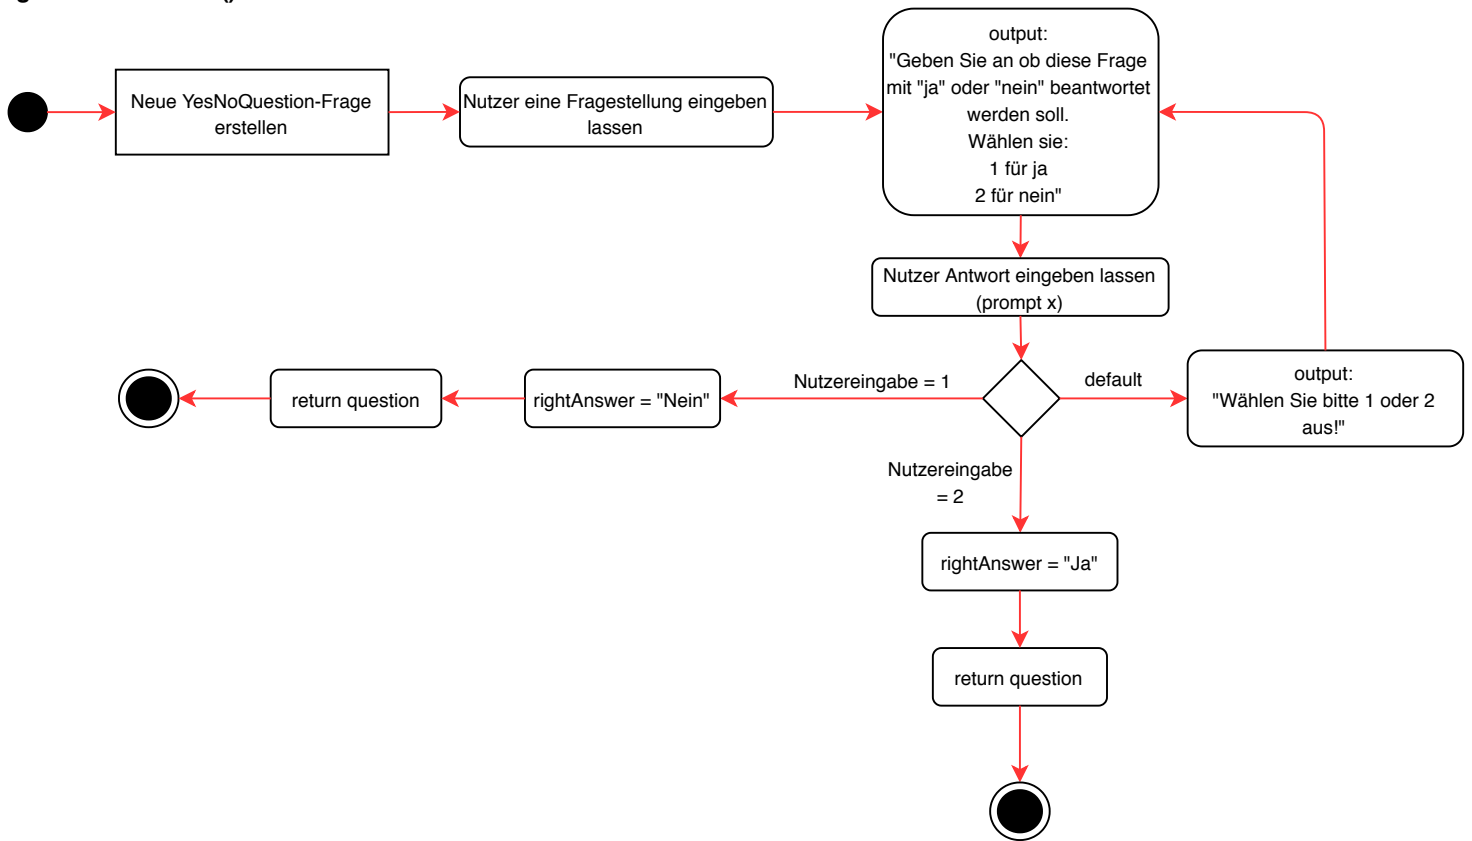 Neue YesNoQuestion-Frage
erstellen
Nutzer eine Fragestellung eingeben
lassen
output:
"Geben Sie an ob diese Frage
mit "ja" oder "nein" beantwortet
werden soll.
Wählen sie:
1 für ja
2 für nein"
Nutzer Antwort eingeben lassen
(prompt x)
return question
rightAnswer = "Nein"
Nutzereingabe = 1
default
output:
"Wählen Sie bitte 1 oder 2
aus!"
Nutzereingabe
= 2
rightAnswer = "Ja"
return question